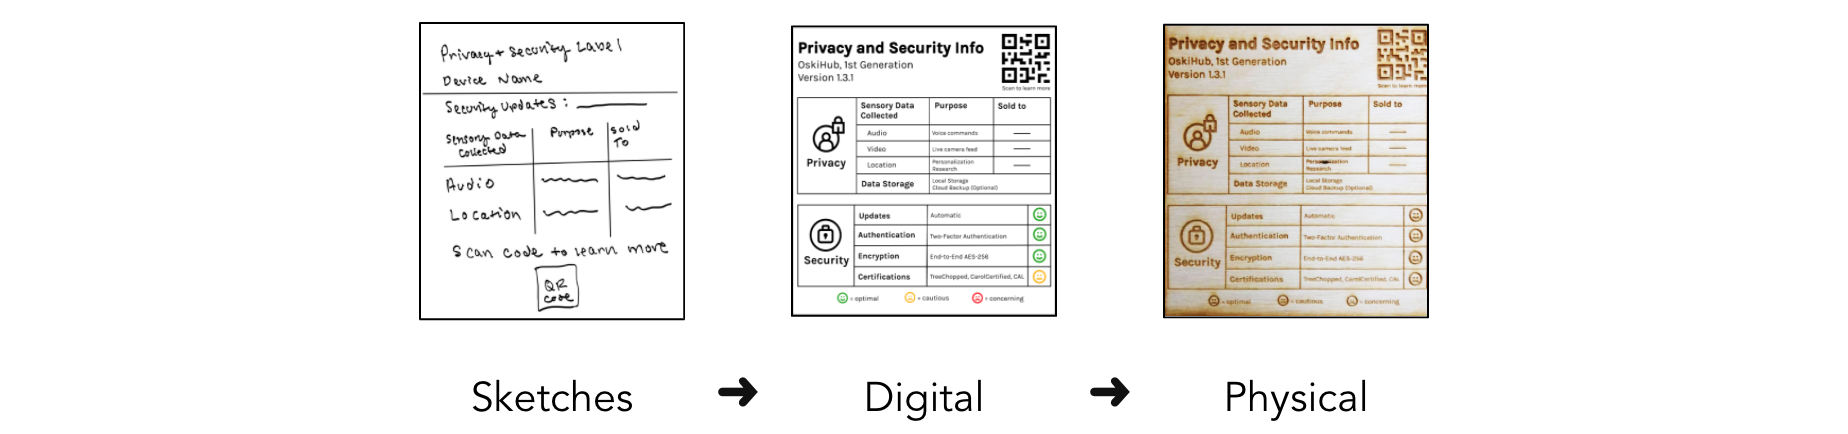 Privacy + Security Label
Device Name
Security Updates:
Sensory Data Collected
Purpose
Sold To
Audio
Location
Scan code to learn more
QR code
Privacy and Security Info
OskiHub, 1st Generation
Version 1.3.1
Scan to learn more
Privacy
Sensory Data Collected
Purpose
Sold to
Audio
Voice commands
Video
Live camera feed
Location
Personalization
Research
Data Storage
Local Storage
Cloud Backup (Optional)
Security
Updates
Automatic
Authentication
Two-Factor Authentication
Encryption
End-to-End AES-256
Certifications
TreeChopped, CarolCertified, CAL
= optimal
= cautious
= concerning
Privacy and Security Info
OskiHub, 1st Generation
Version 1.3.1
Scan to learn more
Privacy
Sensory Data Collected
Purpose
Sold to
Audio
Voice commands
Video
Live camera feed
Location
Personalization
Research
Data Storage
Local Storage
Cloud Backup (Optional)
Security
Updates
Automatic
Authentication
Two-Factor Authentication
Encryption
End-to-End AES-256
Certifications
TreeChopped, CarolCertified, CAL
= optimal
= cautious
= concerning
Sketches → Digital → Physical